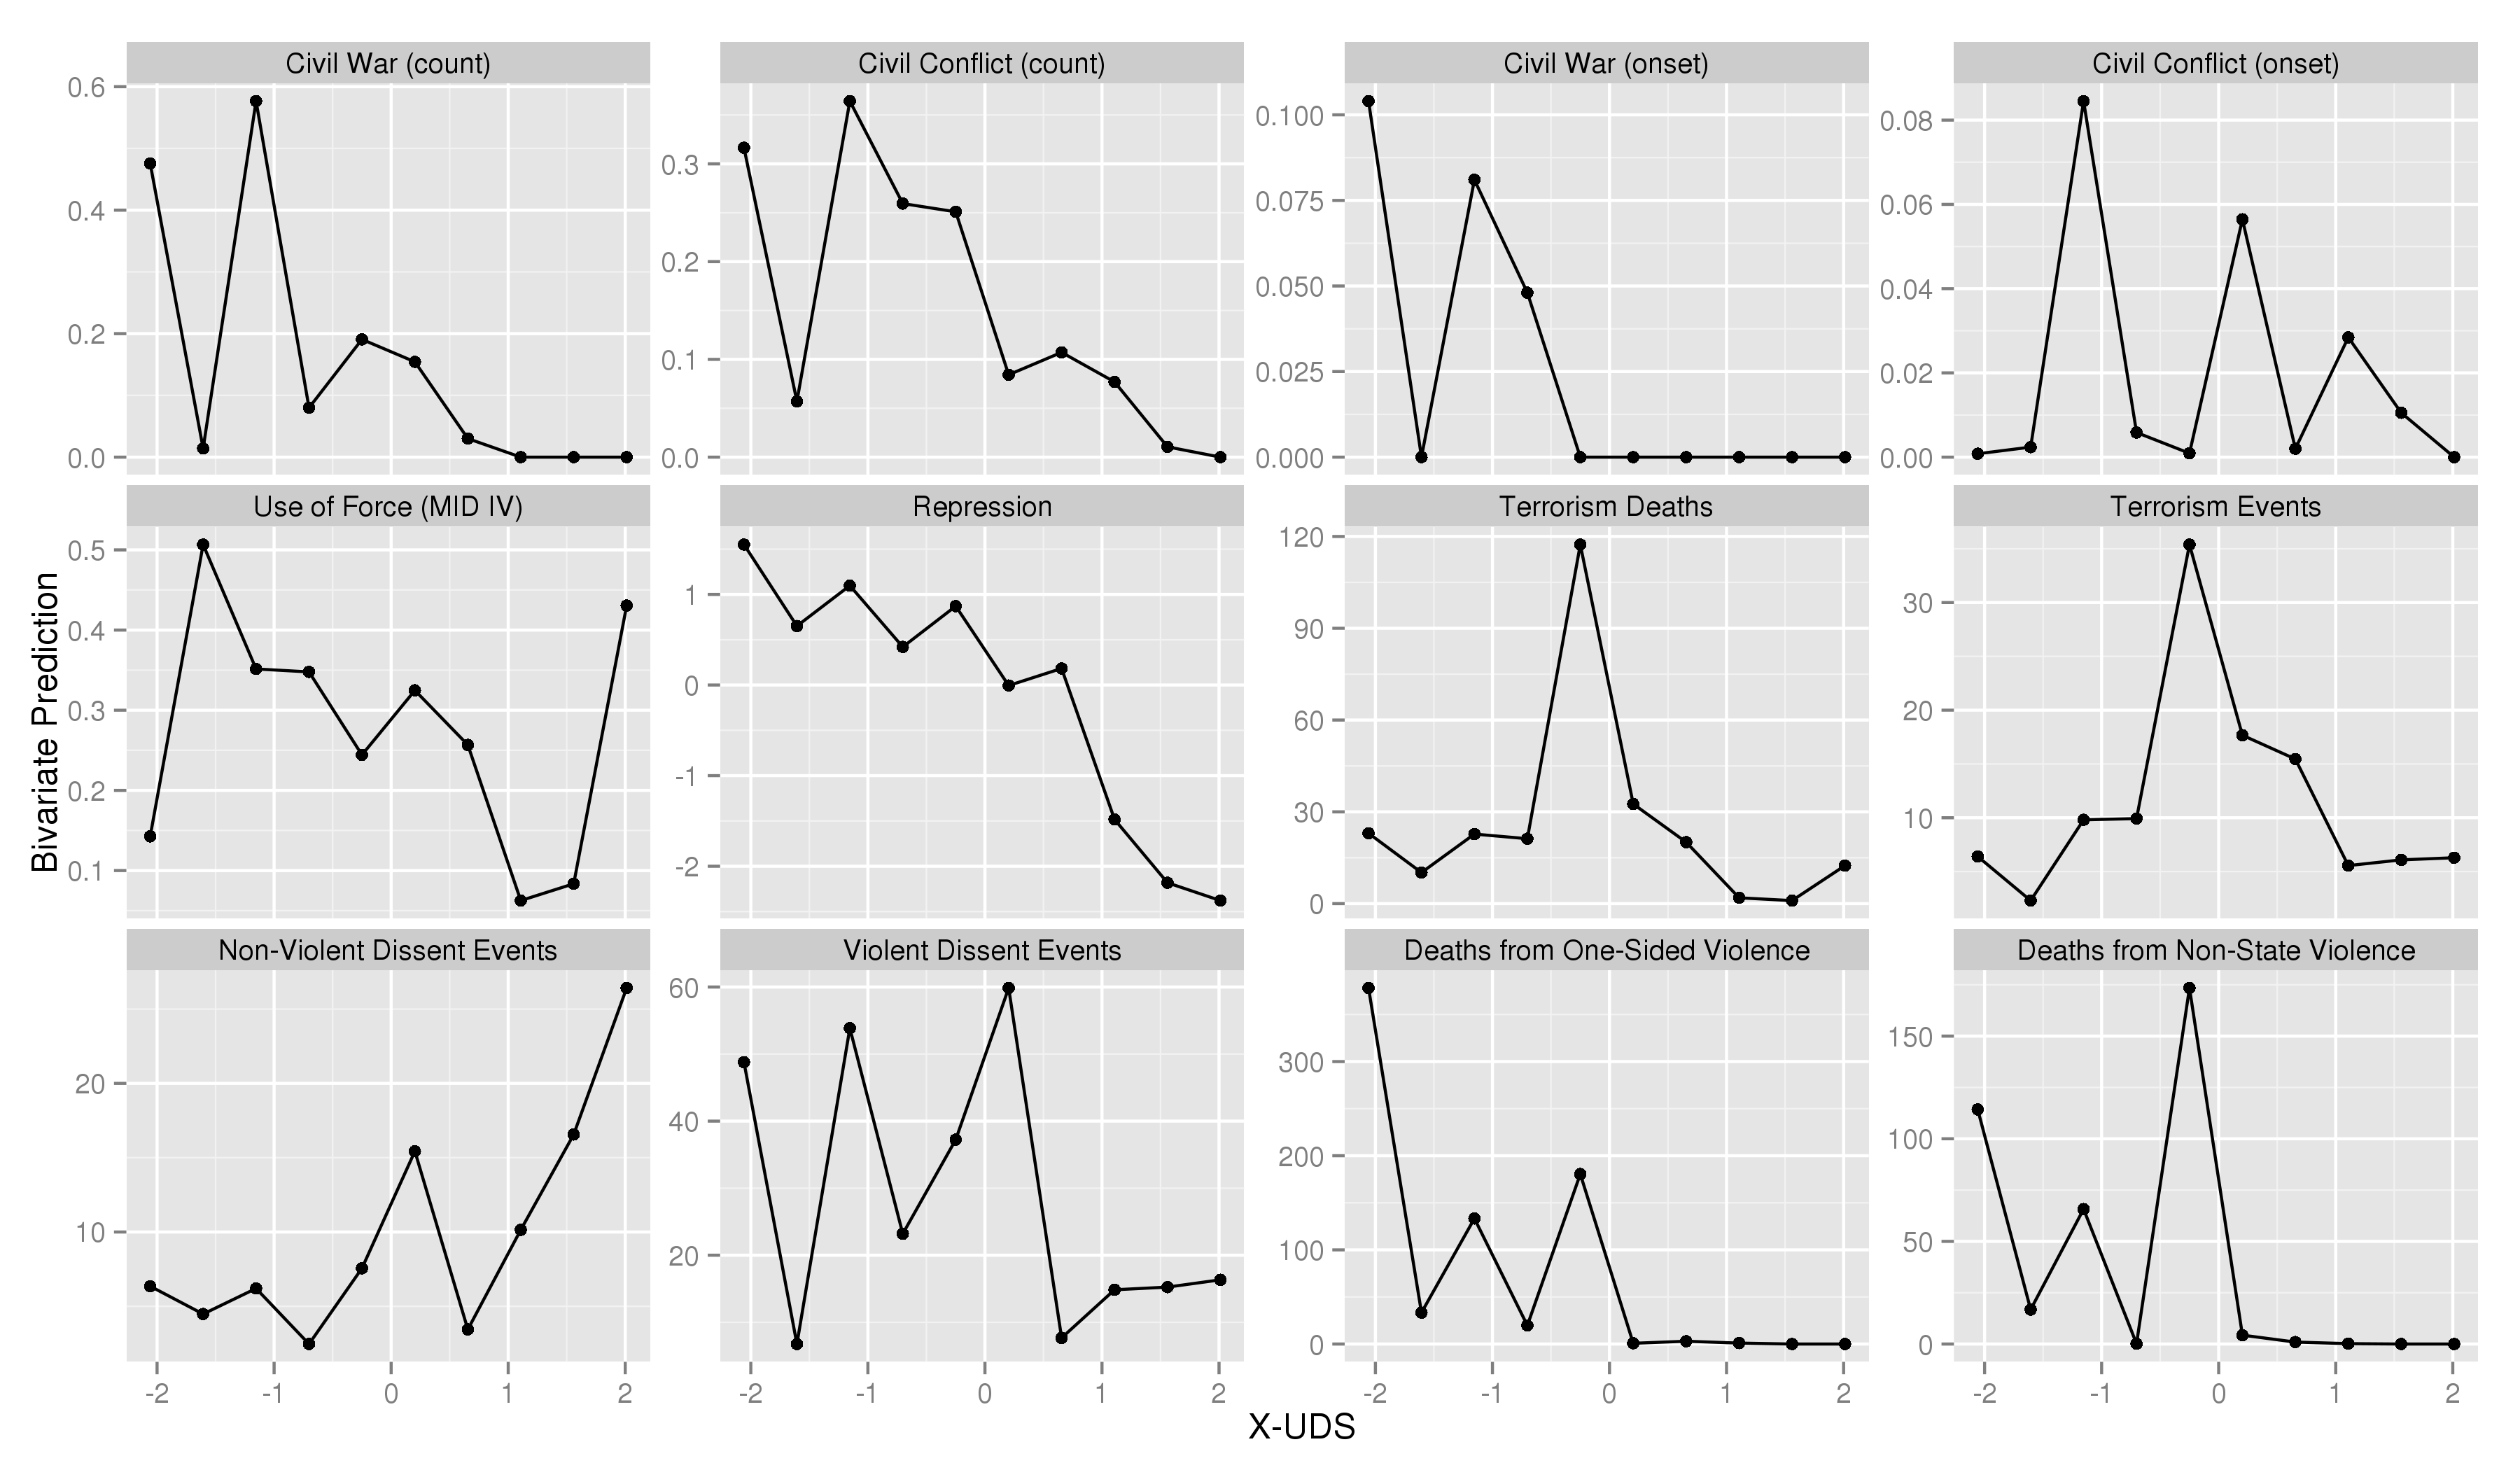 Civil War (count)
Civil Conflict (count)
Civil War (onset)
Civil Conflict (onset)
0.6
0.4
0.2
0.0
0.3
0.2
0.1
0.0
0.100
0.075
0.050
0.025
0.000
0.08
0.06
0.04
0.02
0.00
Use of Force (MID IV)
Repression
Terrorism Deaths
Terrorism Events
0.5
0.4
0.3
0.2
0.1
1
0
-1
-2
120
90
60
30
0
30
20
10
Bivariate Prediction
Non-Violent Dissent Events
Violent Dissent Events
Deaths from One-Sided Violence
Deaths from Non-State Violence
20
10
60
40
20
300
200
100
0
150
100
50
0
-2 -1 0 1 2
-2 -1 0 1 2
-2 -1 0 1 2
-2 -1 0 1 2
X-UDS